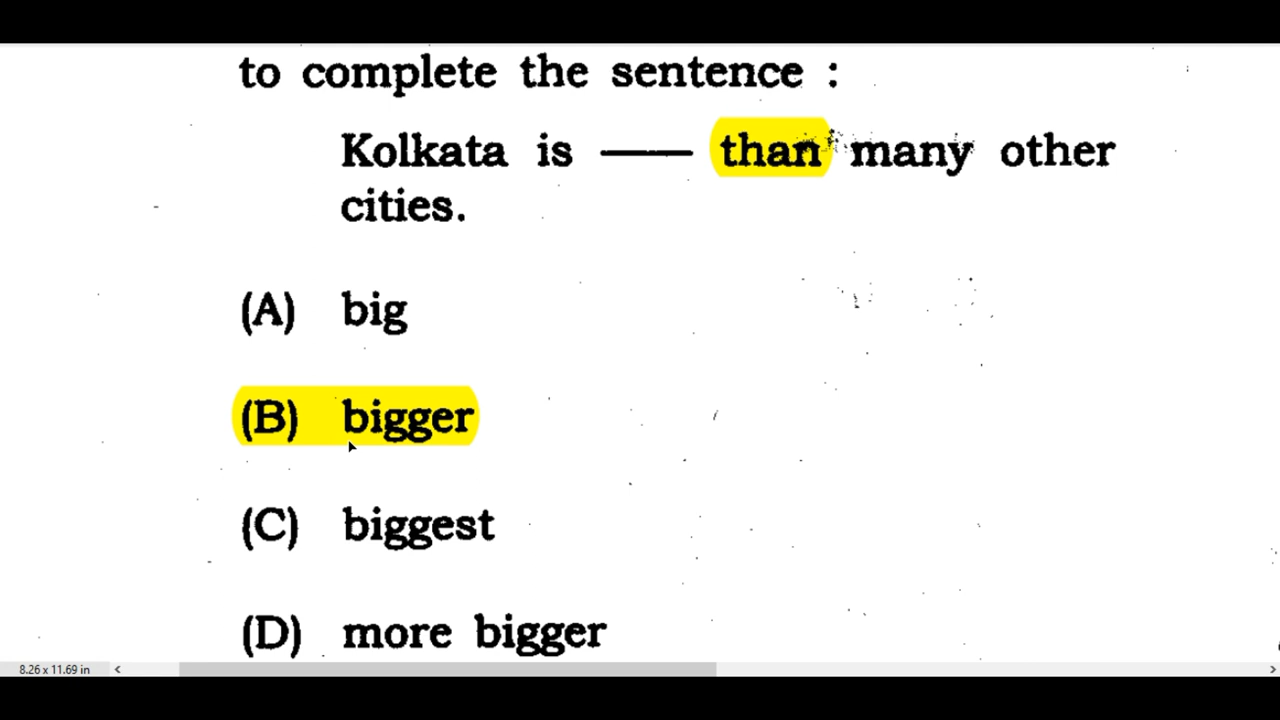 to complete the sentence :
Kolkata is —— than many other
cities.
(A) big
(B) bigger
(C) biggest
(D) more bigger
8.26 x 11.69 in